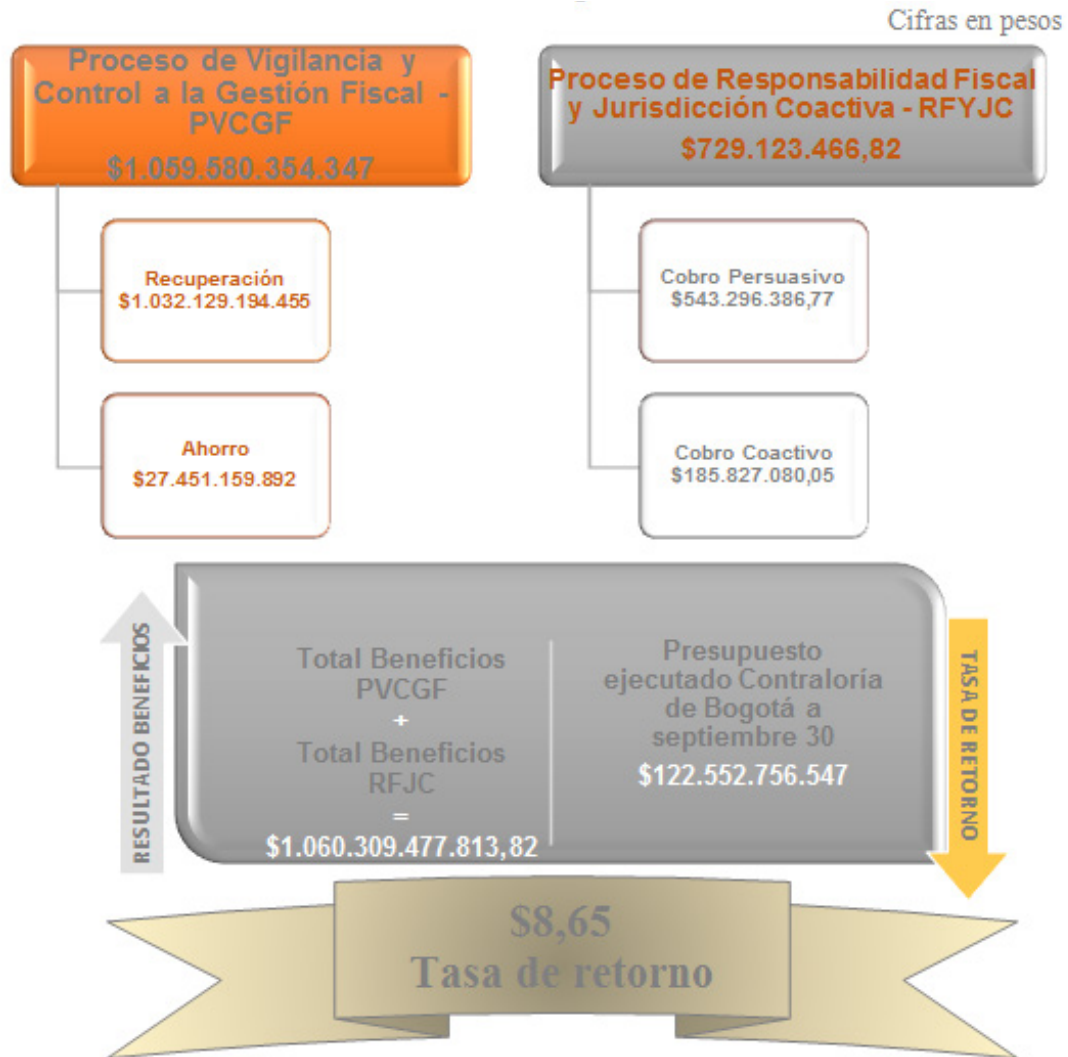 Cifras en pesos
Proceso de Vigilancia y
Control a la Gestión Fiscal -
PVCGF
$1.059.580.354.347
Recuperación
$1.032.129.194.455
Ahorro
$27.451.159.892
Proceso de Responsabilidad Fiscal
y Jurisdicción Coactiva - RFYJC
$729.123.466,82
Cobro Persuasivo
$543.296.386,77
Cobro Coactivo
$185.827.080,05
RESULTADO BENEFICIOS
Total Beneficios
PVCGF
+
Total Beneficios
RFJC
=
$1.060.309.477.813,82
Presupuesto
ejecutado Contraloría
de Bogotá a
septiembre 30
$122.552.756.547
TASA DE RETORNO
$8,65
Tasa de retorno